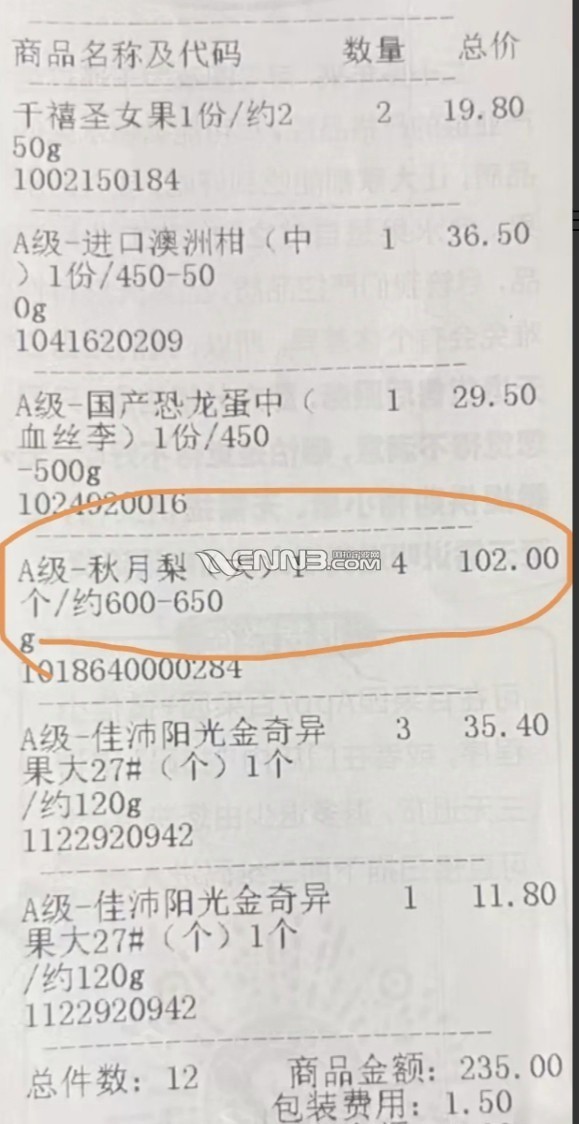 商品名称及代码 数量 总价
千禧圣女果1份/约2 2 19.80
50g
1002150184
A级-进口澳洲柑（中 1 36.50
）1份/450-50
0g
1041620209
A级-国产恐龙蛋中（ 1 29.50
血丝李）1份/450
-500g
1024920016
A级-秋月梨 1 4 102.00
CNNB.COM
个/约600-650
g
1018640000284
A级-佳沛阳光金奇异 3 35.40
果大27#（个）1个
/约120g
1122920942
A级-佳沛阳光金奇异 1 11.80
果大27#（个）1个
/约120g
1122920942
总件数：12 商品金额：235.00
包装费用：1.50